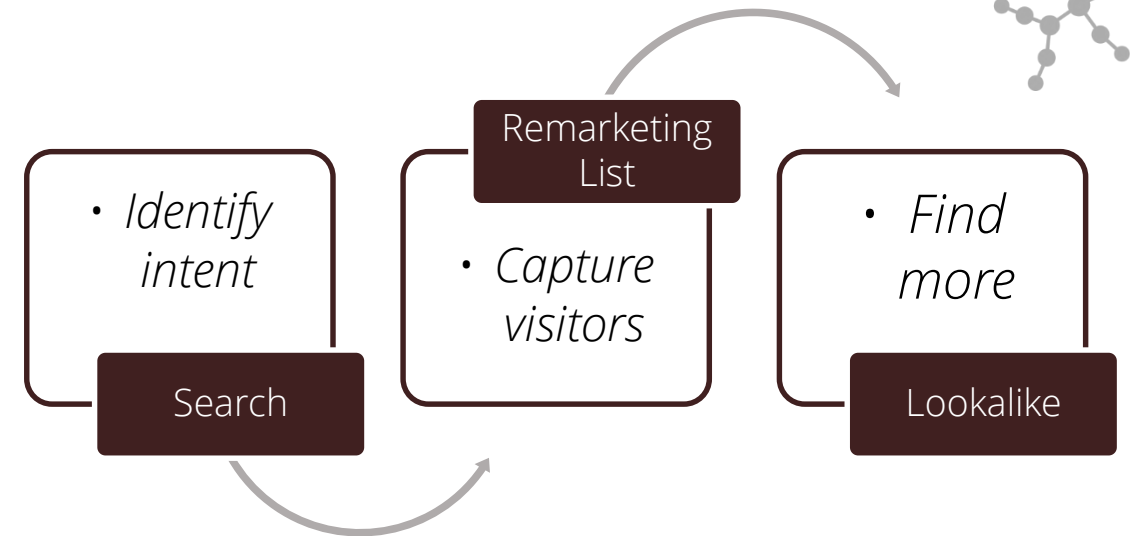 • Identify
intent
Search
Remarketing
List
• Capture
visitors
• Find
more
Lookalike